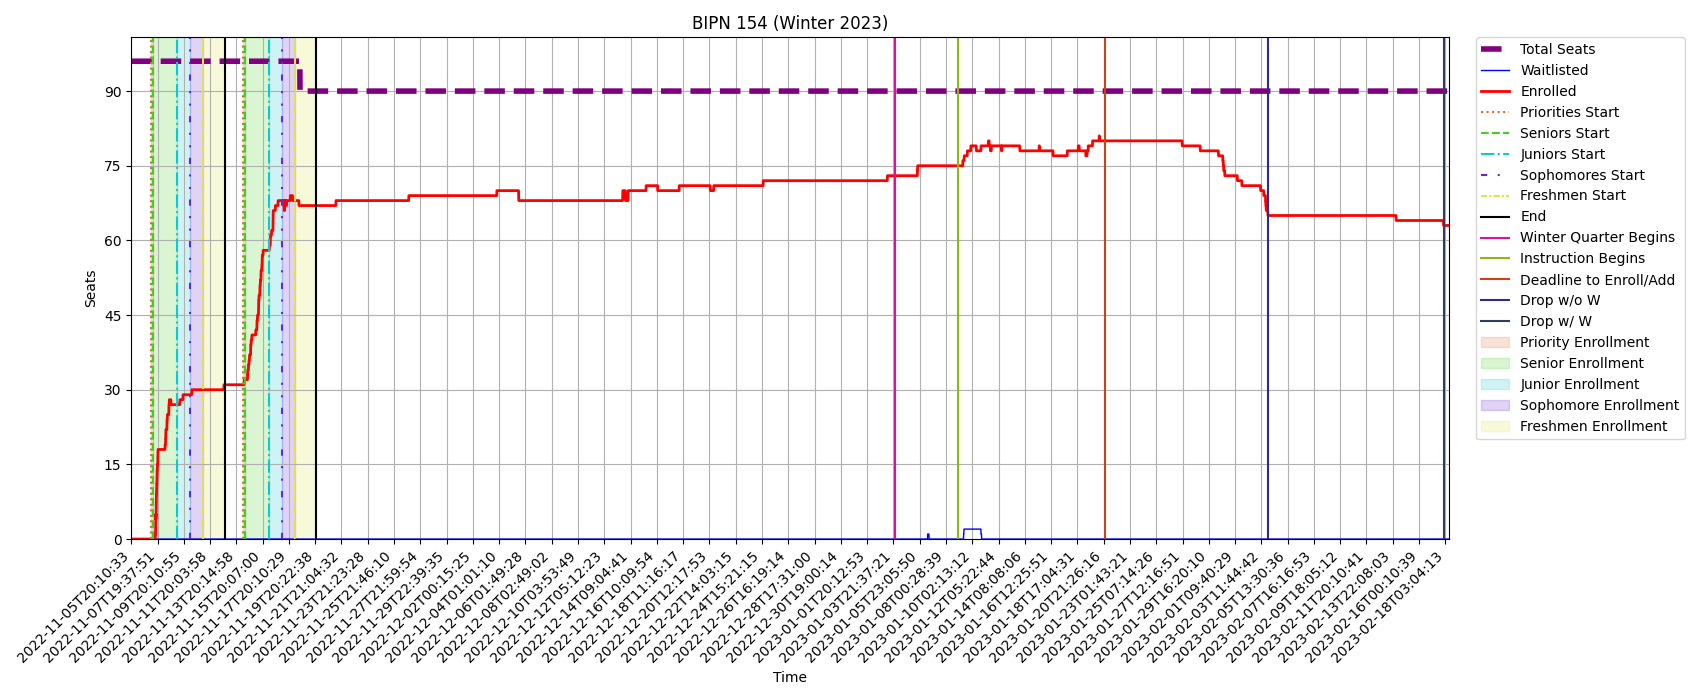 BIPN 154 (Winter 2023)
Seats
90
75
60
45
30
15
0
2022-11-05T20:10:33
2022-11-07T19:37:51
2022-11-09T20:10:55
2022-11-11T20:03:58
2022-11-13T20:14:58
2022-11-15T20:07:00
2022-11-17T20:10:29
2022-11-19T20:22:38
2022-11-21T21:04:32
2022-11-23T21:23:28
2022-11-25T21:46:10
2022-11-27T21:59:54
2022-11-29T22:39:35
2022-12-02T00:15:25
2022-12-04T01:01:10
2022-12-06T01:49:28
2022-12-08T02:49:02
2022-12-10T03:53:49
2022-12-12T05:12:23
2022-12-14T09:04:41
2022-12-16T10:09:54
2022-12-18T11:16:17
2022-12-20T12:17:53
2022-12-22T14:03:15
2022-12-24T15:21:15
2022-12-26T16:19:14
2022-12-28T17:31:00
2022-12-30T19:00:14
2023-01-01T20:12:53
2023-01-03T21:37:21
2023-01-05T23:05:50
2023-01-08T00:28:39
2023-01-10T02:13:12
2023-01-12T05:22:44
2023-01-14T08:08:06
2023-01-16T12:25:51
2023-01-18T17:04:31
2023-01-20T21:26:16
2023-01-23T01:43:21
2023-01-25T07:14:26
2023-01-27T12:16:51
2023-01-29T16:20:10
2023-02-01T09:40:29
2023-02-03T11:44:42
2023-02-05T13:30:36
2023-02-07T16:16:53
2023-02-09T18:05:12
2023-02-11T20:10:41
2023-02-13T22:08:03
2023-02-16T00:10:39
2023-02-18T03:04:13
Time
Total Seats
Waitlisted
Enrolled
Priorities Start
Seniors Start
Juniors Start
Sophomores Start
Freshmen Start
End
Winter Quarter Begins
Instruction Begins
Deadline to Enroll/Add
Drop w/o W
Drop w/ W
Priority Enrollment
Senior Enrollment
Junior Enrollment
Sophomore Enrollment
Freshmen Enrollment